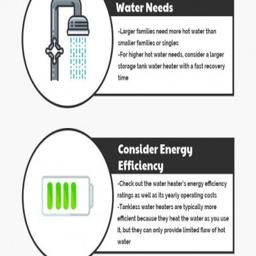 Water Needs
-Larger families need more hot water than
smaller families or singles
-For higher hot water needs, consider a larger
storage tank water heater with a fast recovery
time
Consider Energy
Efficiency
-Check out the water heater's energy efficiency
ratings as well as its yearly operating costs
-Tankless water heaters are typically more
efficient because they heat the water as you use
it, but they can only provide limited flow of hot
water